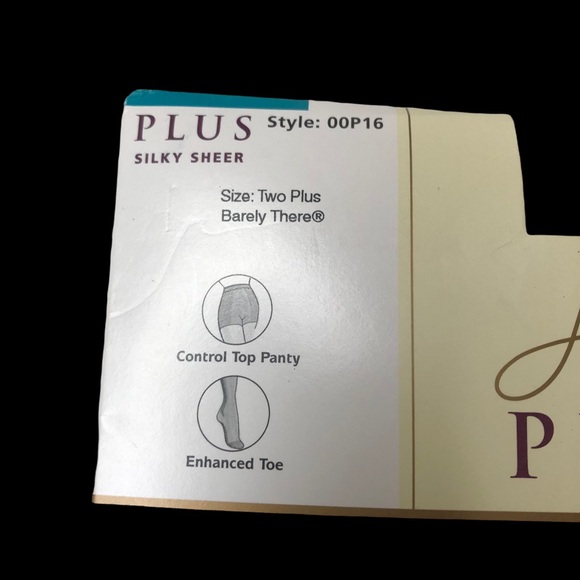 PLUS Style: 00P16
SILKY SHEER
Size: Two Plus
Barely There®
Control Top Panty
Enhanced Toe
P